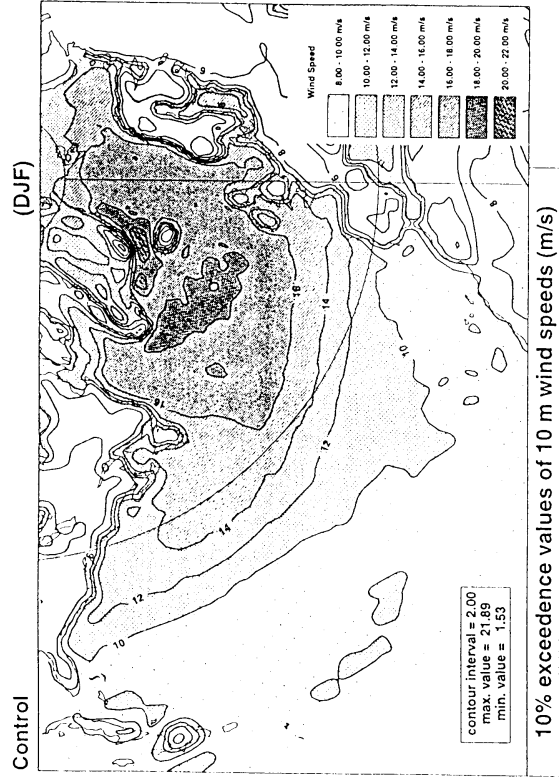 Control (DJF)
Wind Speed
8.00 - 10.00 m/s
10.00 - 12.00 m/s
12.00 - 14.00 m/s
14.00 - 16.00 m/s
16.00 - 18.00 m/s
18.00 - 20.00 m/s
20.00 - 22.00 m/s
16
16
14
14
12
12
10
10
8
8
contour interval = 2.00
max. value = 21.89
min. value = 1.53
10% exceedence values of 10 m wind speeds (m/s)